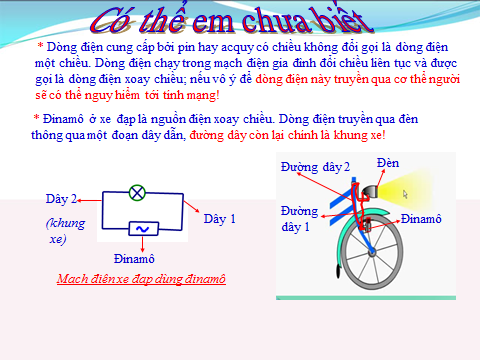 Có thể em chưa biết
* Dòng điện cung cấp bởi pin hay acquy có chiều không đổi gọi là dòng điện
một chiều. Dòng điện chạy trong mạch điện gia đình đổi chiều liên tục và được
gọi là dòng điện xoay chiều; nếu vô ý để dòng điện này truyền qua cơ thể người
sẽ có thể nguy hiểm tới tính mạng!
* Đinamô ở xe đạp là nguồn điện xoay chiều. Dòng điện truyền qua đèn
thông qua một đoạn dây dẫn, đường dây còn lại chính là khung xe!
Đường dây 2
Đèn
Dây 2
(khung
xe)
Dây 1
Đường
dây 1
Đinamô
Đinamô
Mạch điện xe đạp dùng đinamô